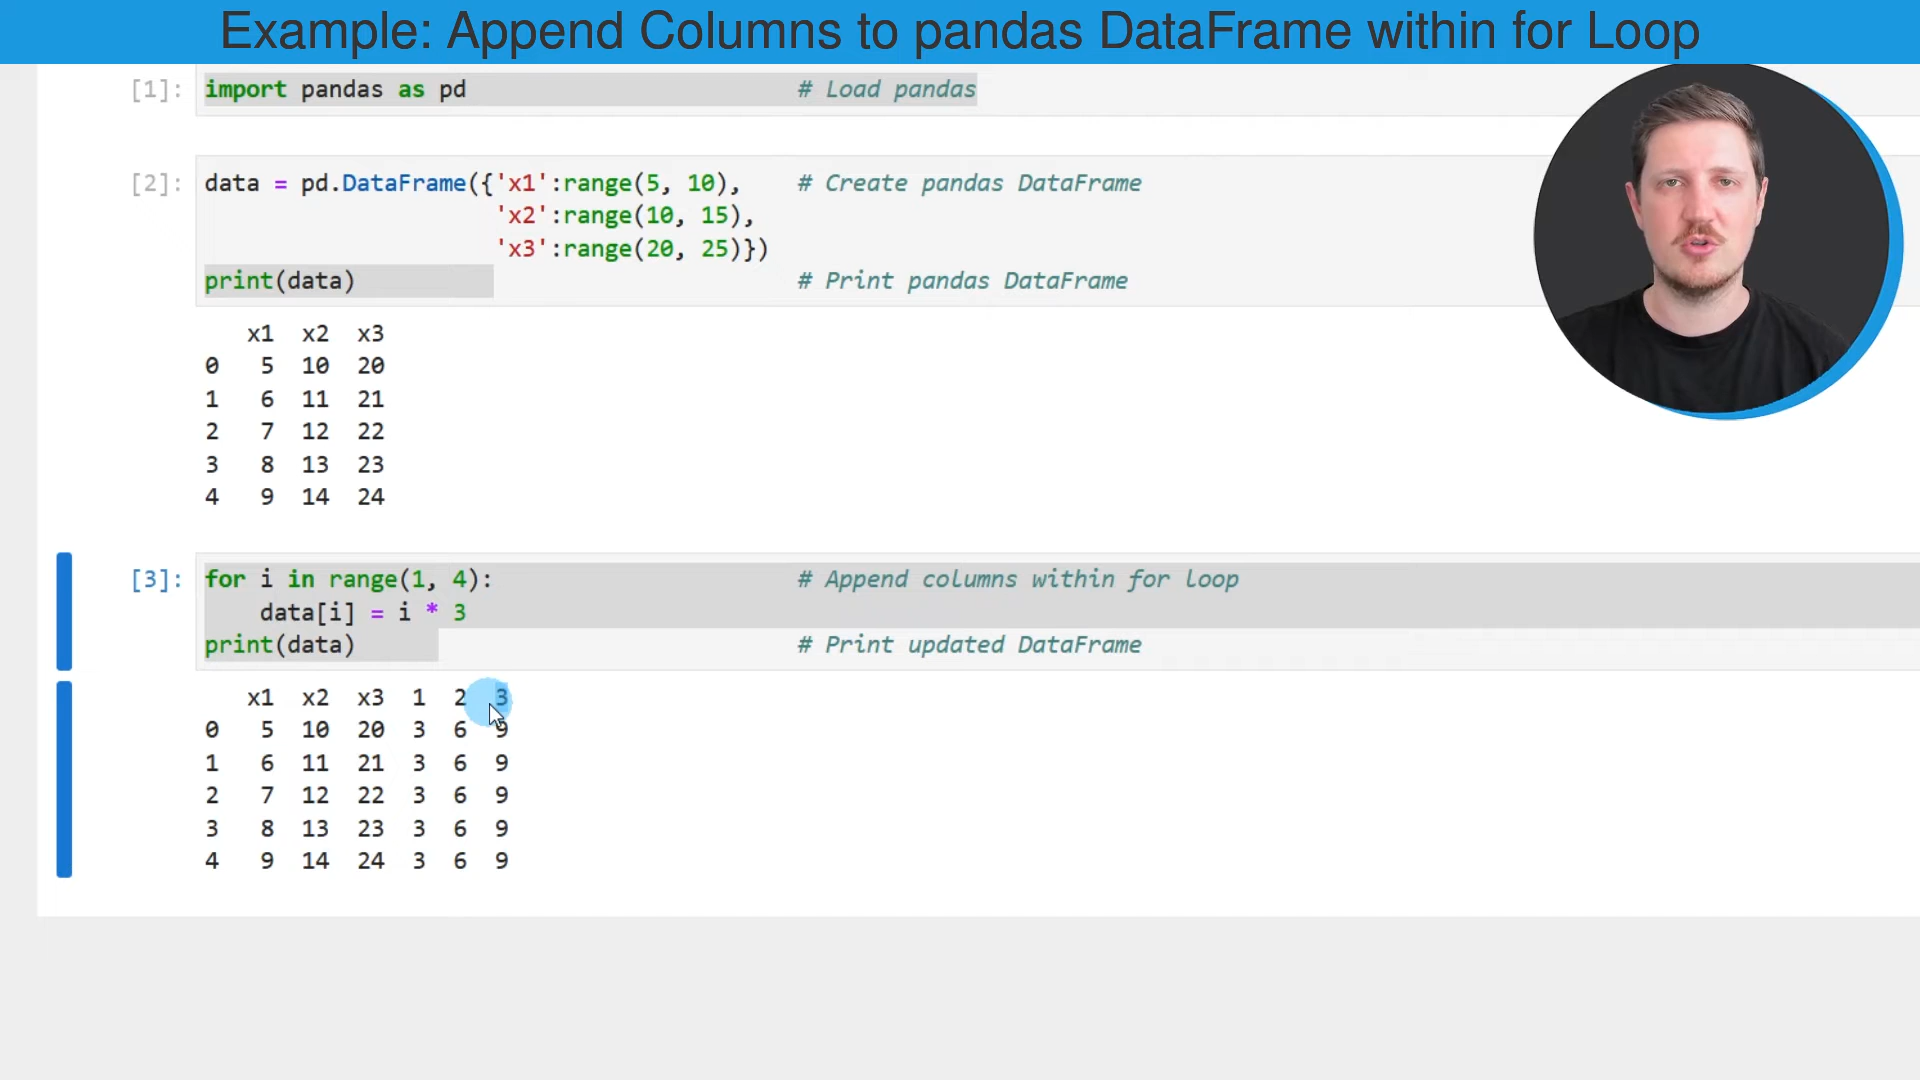 Example: Append Columns to pandas DataFrame within for Loop
[1]: import pandas as pd # Load pandas
[2]: data = pd.DataFrame({'x1':range(5, 10), # Create pandas DataFrame
'x2':range(10, 15),
'x3':range(20, 25)})
print(data) # Print pandas DataFrame
x1 x2 x3
0 5 10 20
1 6 11 21
2 7 12 22
3 8 13 23
4 9 14 24
[3]: for i in range(1, 4): # Append columns within for loop
data[i] = i * 3
print(data) # Print updated DataFrame
x1 x2 x3 1 2 3
0 5 10 20 3 6 9
1 6 11 21 3 6 9
2 7 12 22 3 6 9
3 8 13 23 3 6 9
4 9 14 24 3 6 9